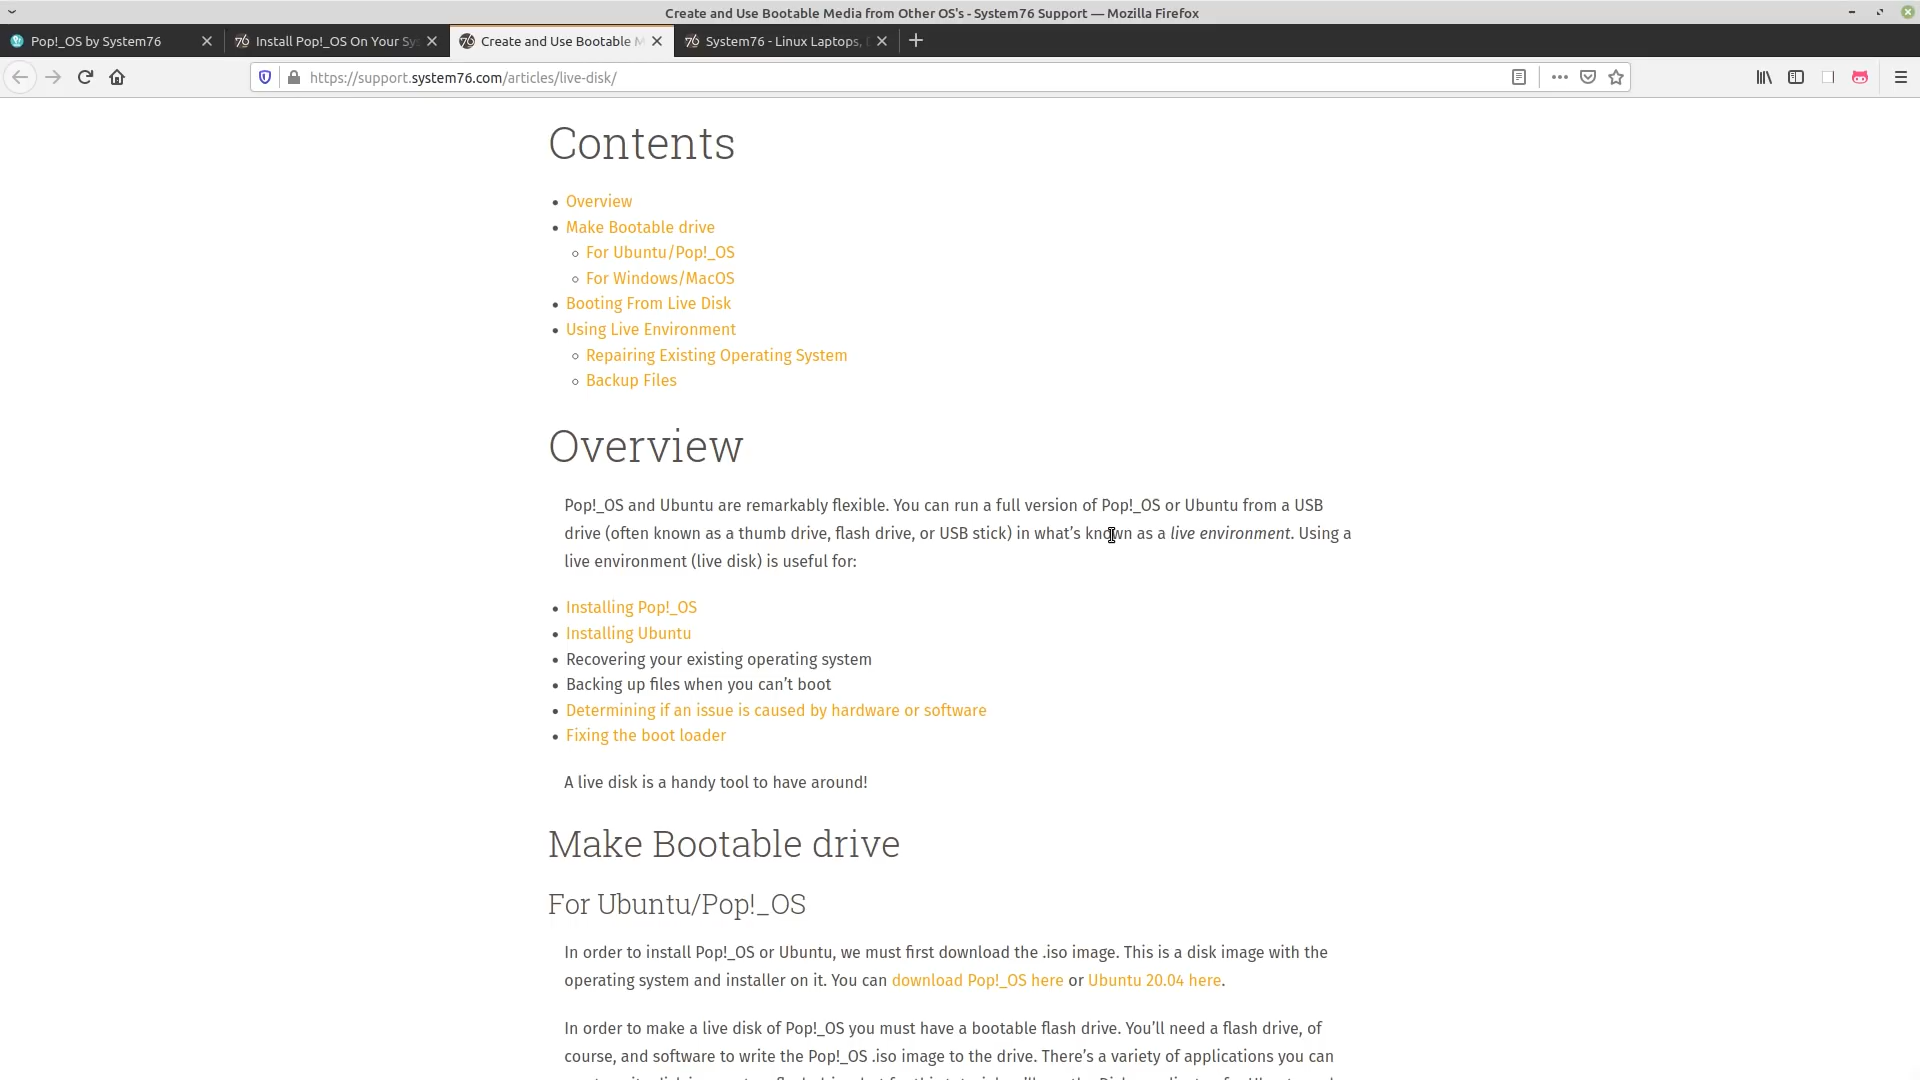 Create and Use Bootable Media from Other OS's - System76 Support — Mozilla Firefox
Pop!_OS by System76
Install Pop!_OS On Your Sy
Create and Use Bootable M
System76 - Linux Laptops,
https://support.system76.com/articles/live-disk/
Contents
• Overview
• Make Bootable drive
◦ For Ubuntu/Pop!_OS
◦ For Windows/MacOS
• Booting From Live Disk
• Using Live Environment
◦ Repairing Existing Operating System
◦ Backup Files
Overview
Pop!_OS and Ubuntu are remarkably flexible. You can run a full version of Pop!_OS or Ubuntu from a USB
drive (often known as a thumb drive, flash drive, or USB stick) in what’s known as a live environment. Using a
live environment (live disk) is useful for:
• Installing Pop!_OS
• Installing Ubuntu
• Recovering your existing operating system
• Backing up files when you can’t boot
• Determining if an issue is caused by hardware or software
• Fixing the boot loader
A live disk is a handy tool to have around!
Make Bootable drive
For Ubuntu/Pop!_OS
In order to install Pop!_OS or Ubuntu, we must first download the .iso image. This is a disk image with the
operating system and installer on it. You can download Pop!_OS here or Ubuntu 20.04 here.
In order to make a live disk of Pop!_OS you must have a bootable flash drive. You’ll need a flash drive, of
course, and software to write the Pop!_OS .iso image to the drive. There’s a variety of applications you can